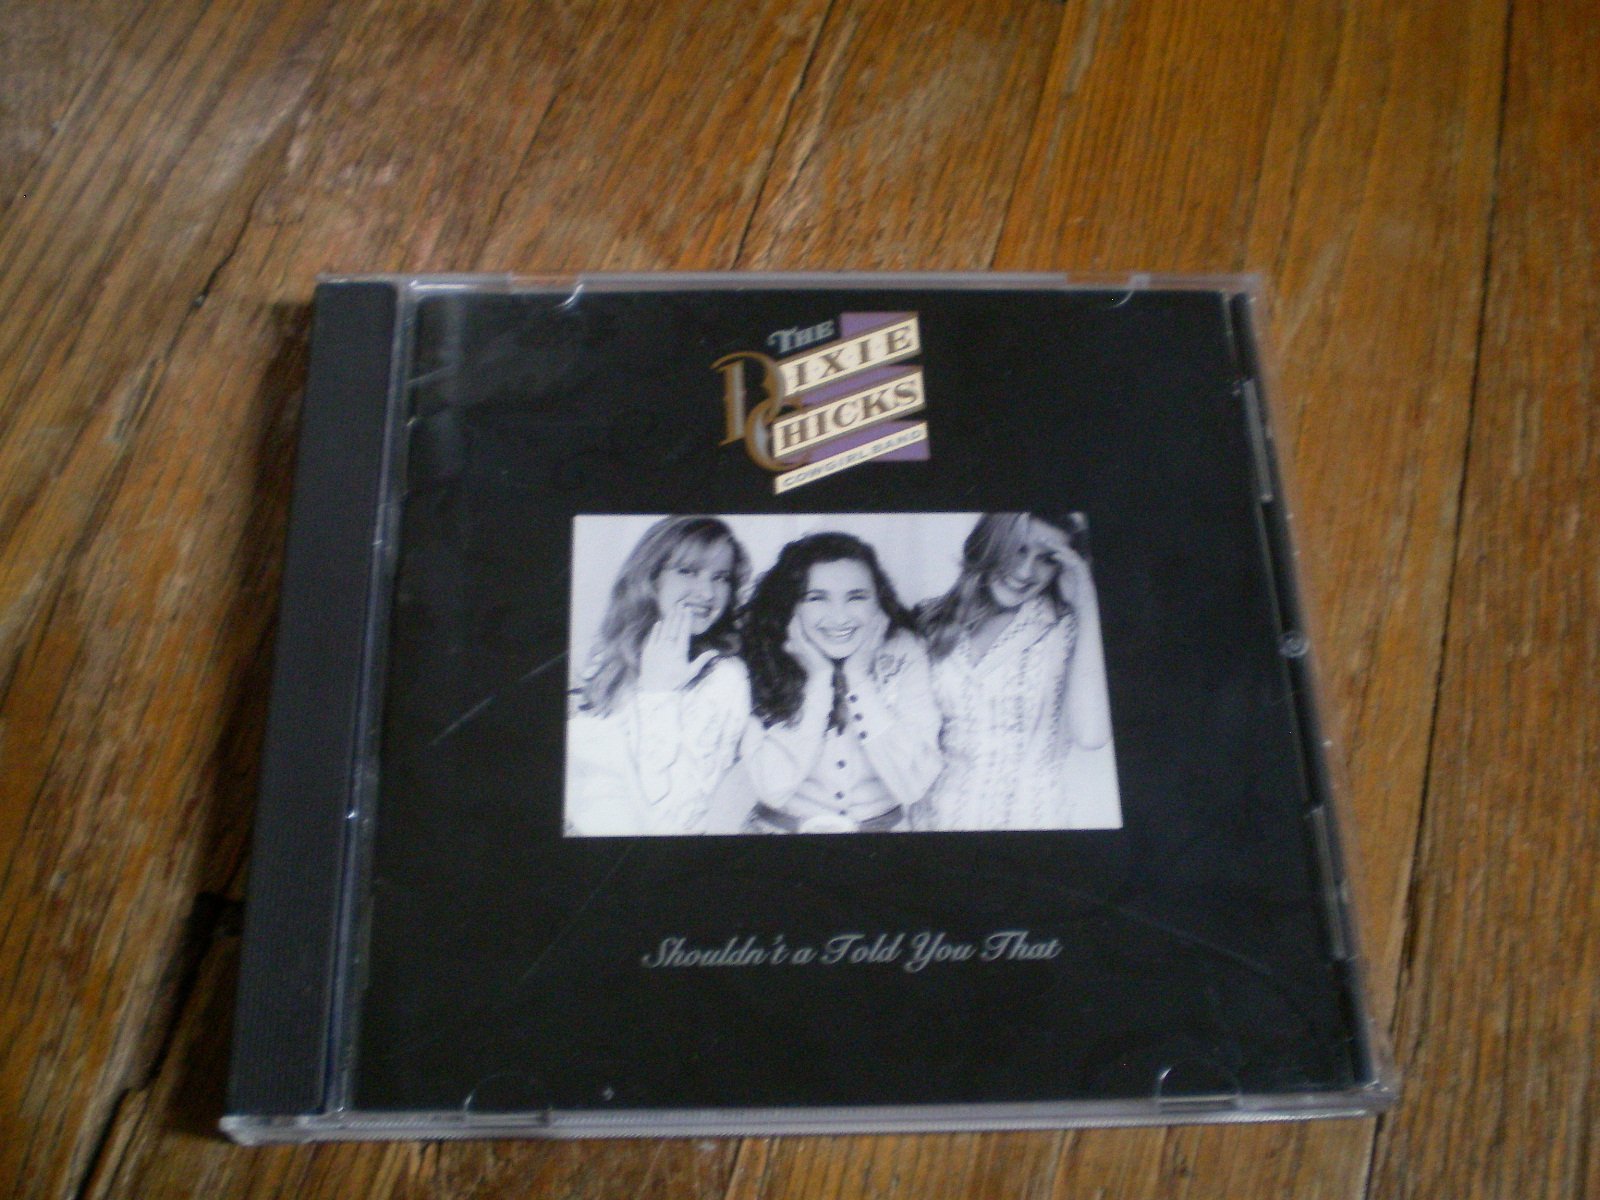 THE
DIXIE
CHICKS
COWGIRL BAND
Shouldn't a Told You That